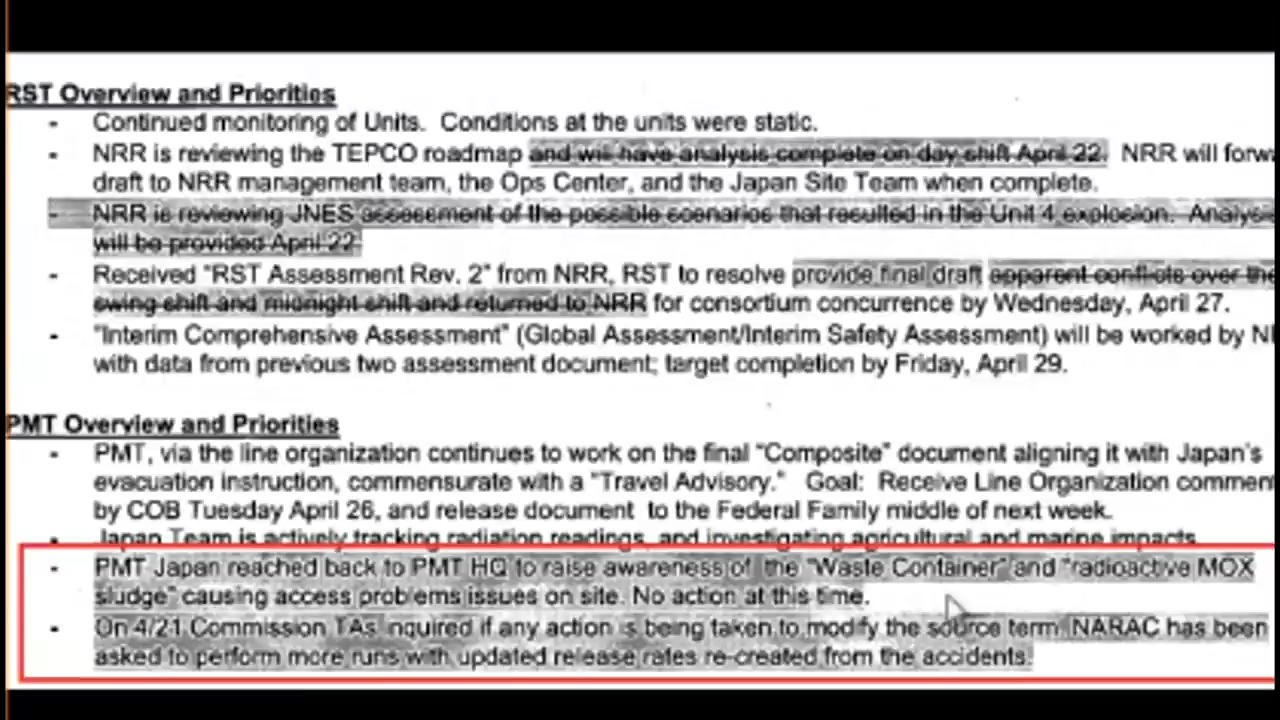 RST Overview and Priorities
- Continued monitoring of Units. Conditions at the units were static.
- NRR is reviewing the TEPCO roadmap and will have analysis complete on day shift April 22. NRR will forwa
draft to NRR management team, the Ops Center, and the Japan Site Team when complete.
- NRR is reviewing JNES assessment of the possible scenarios that resulted in the Unit 4 explosion. Analysis
will be provided April 22.
- Received "RST Assessment Rev. 2" from NRR, RST to resolve provide final draft apparent conflicts over the
swing shift and midnight shift and returned to NRR for consortium concurrence by Wednesday, April 27.
- "Interim Comprehensive Assessment" (Global Assessment/Interim Safety Assessment) will be worked by
with data from previous two assessment document; target completion by Friday, April 29.
PMT Overview and Priorities
- PMT, via the line organization continues to work on the final "Composite" document aligning it with Japan's
evacuation instruction, commensurate with a "Travel Advisory." Goal: Receive Line Organization comment
by COB Tuesday April 26, and release document to the Federal Family middle of next week.
- Japan Team is actively tracking radiation readings, and investigating agricultural and marine impacts
- PMT Japan reached back to PMT HQ to raise awareness of the "Waste Container" and "radioactive MOX
sludge" causing access problems issues on site. No action at this time.
- On 4/21 Commission TAs inquired if any action is being taken to modify the source term. NARAC has been
asked to perform more runs with updated release rates re-created from the accidents.